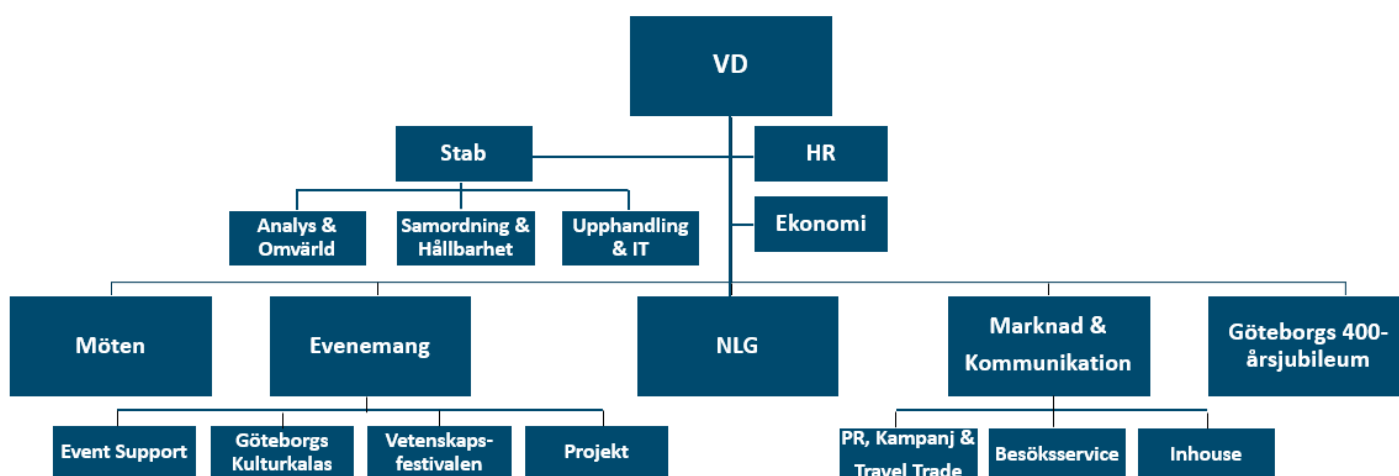 VD
Stab
HR
Analys &
Omvärld
Samordning &
Hållbarhet
Upphandling
& IT
Ekonomi
Möten
Evenemang
NLG
Marknad &
Kommunikation
Göteborgs 400-
årsjubileum
Event Support
Göteborgs
Kulturkalas
Vetenskaps-
festivalen
Projekt
PR, Kampanj &
Travel Trade
Besöksservice
Inhouse